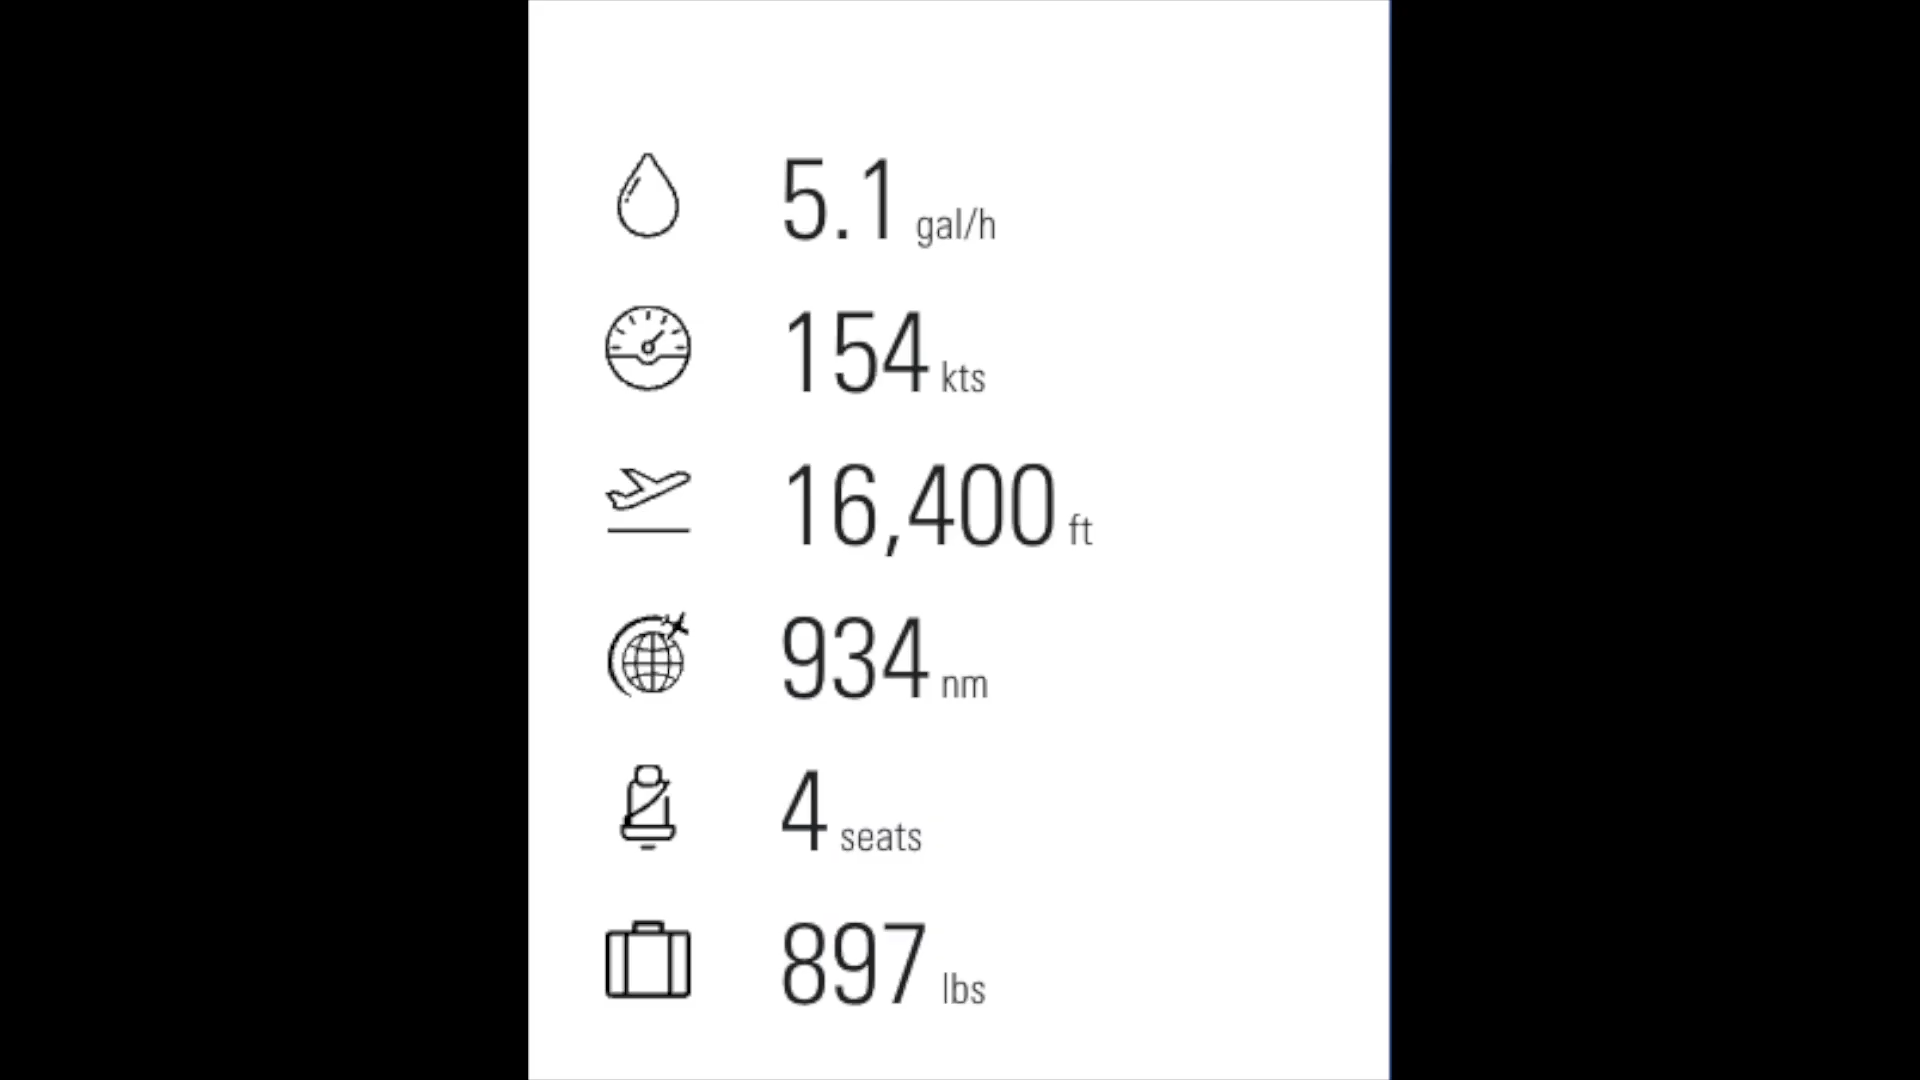 5.1 gal/h
154 kts
16,400 ft
934 nm
4 seats
897 lbs